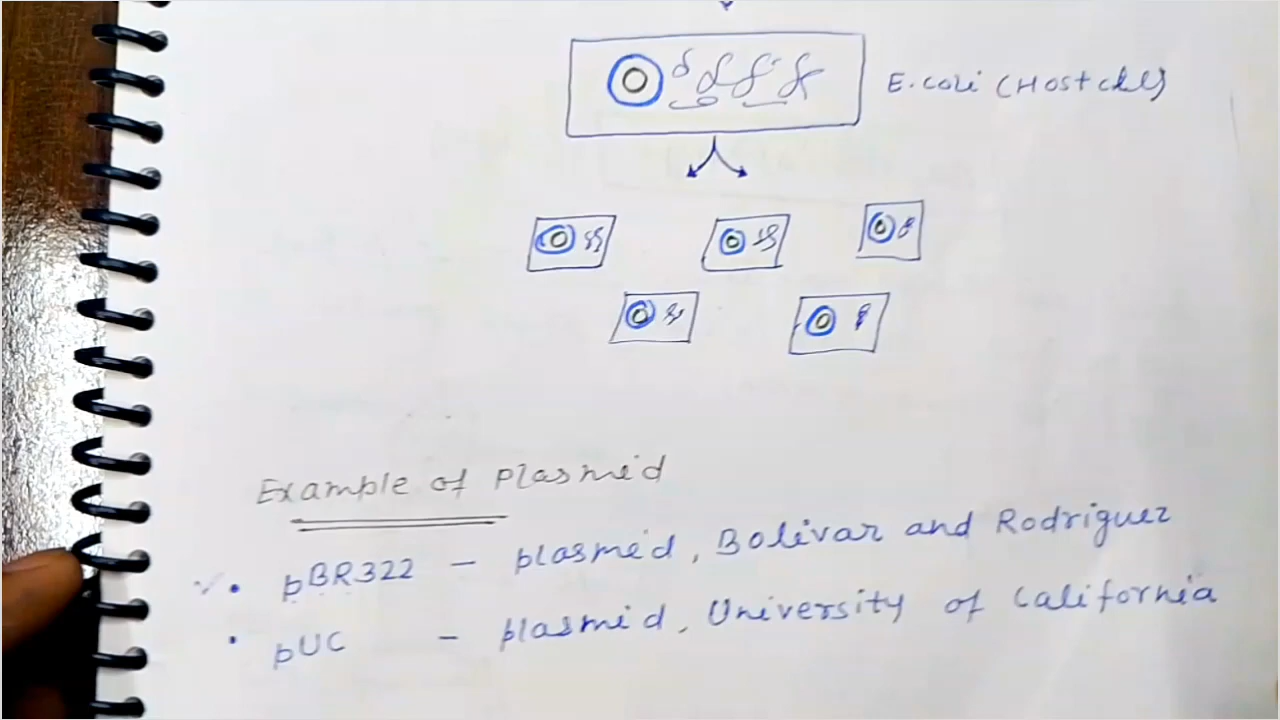 E.coli (Host cell)
Example of plasmid
• pBR322 - plasmid, Bolivar and Rodriguez
• pUC - plasmid, University of California